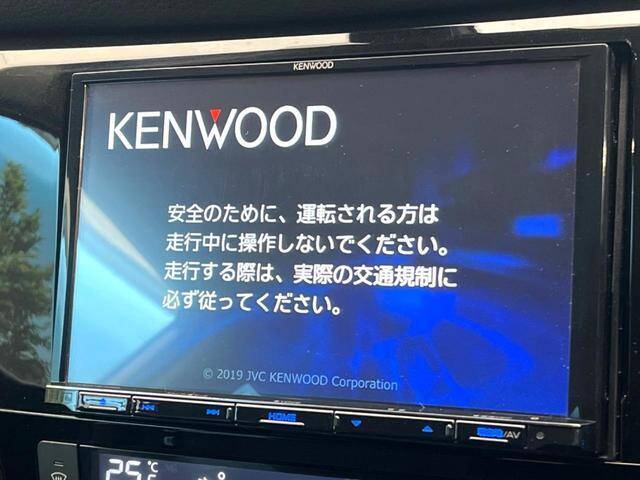 KENWOOD
KENWOOD
安全のために、運転される方は
走行中に操作しないでください。
走行する際は、実際の交通規制に
必ず従ってください。
© 2019 JVC KENWOOD Corporation
HOME
/AV
25 °C